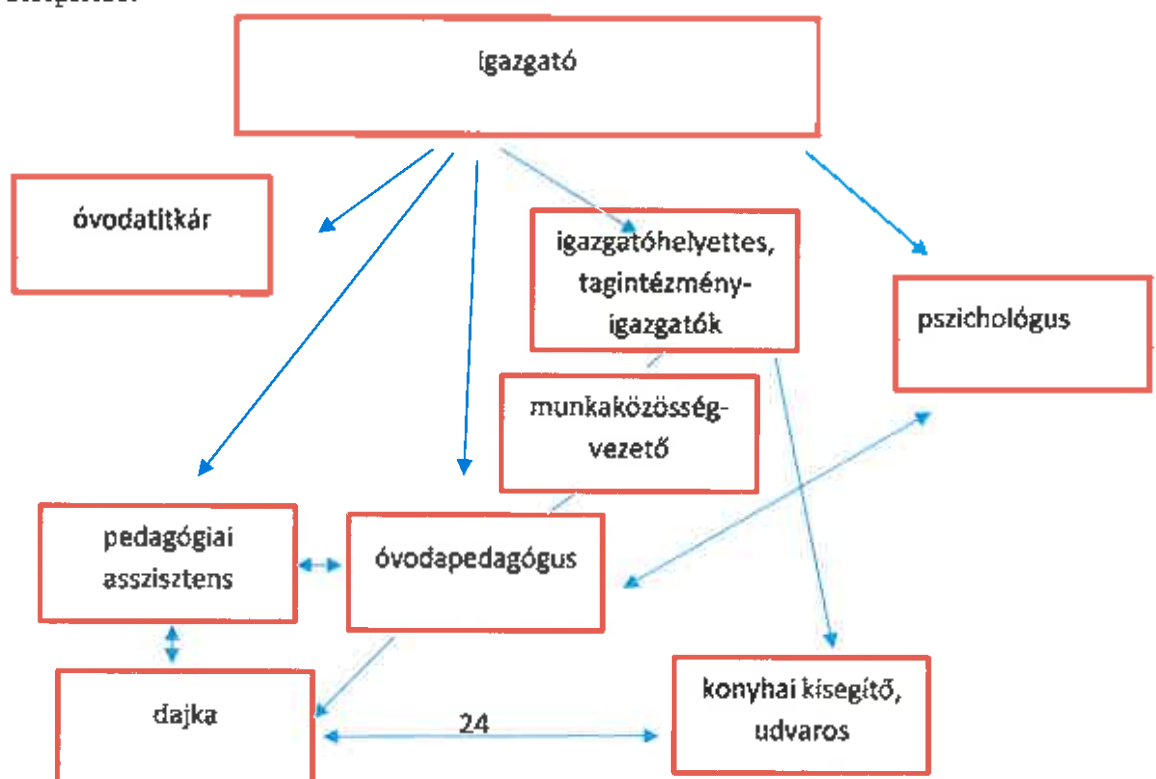 igazgató
óvodatitkár
igazgatóhelyettes,
tagintézmény-
igazgatók
pszichológus
munkaközösség-
vezető
pedagógiai
asszisztens
óvodapedagógus
dajka
24
konyhai kisegítő,
udvaros